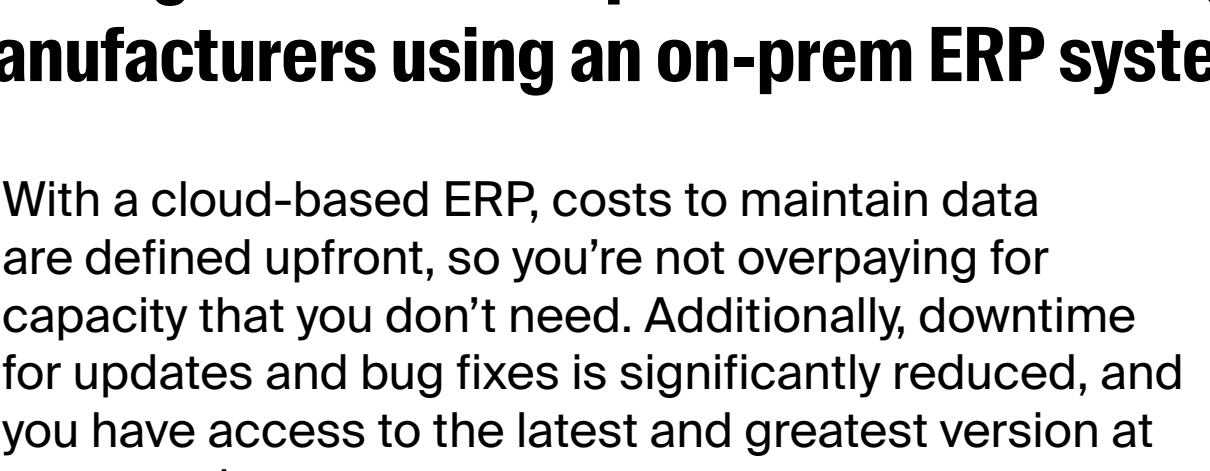 anufacturers using an on-prem ERP syste
With a cloud-based ERP, costs to maintain data
are defined upfront, so you’re not overpaying for
capacity that you don’t need. Additionally, downtime
for updates and bug fixes is significantly reduced, and
you have access to the latest and greatest version at